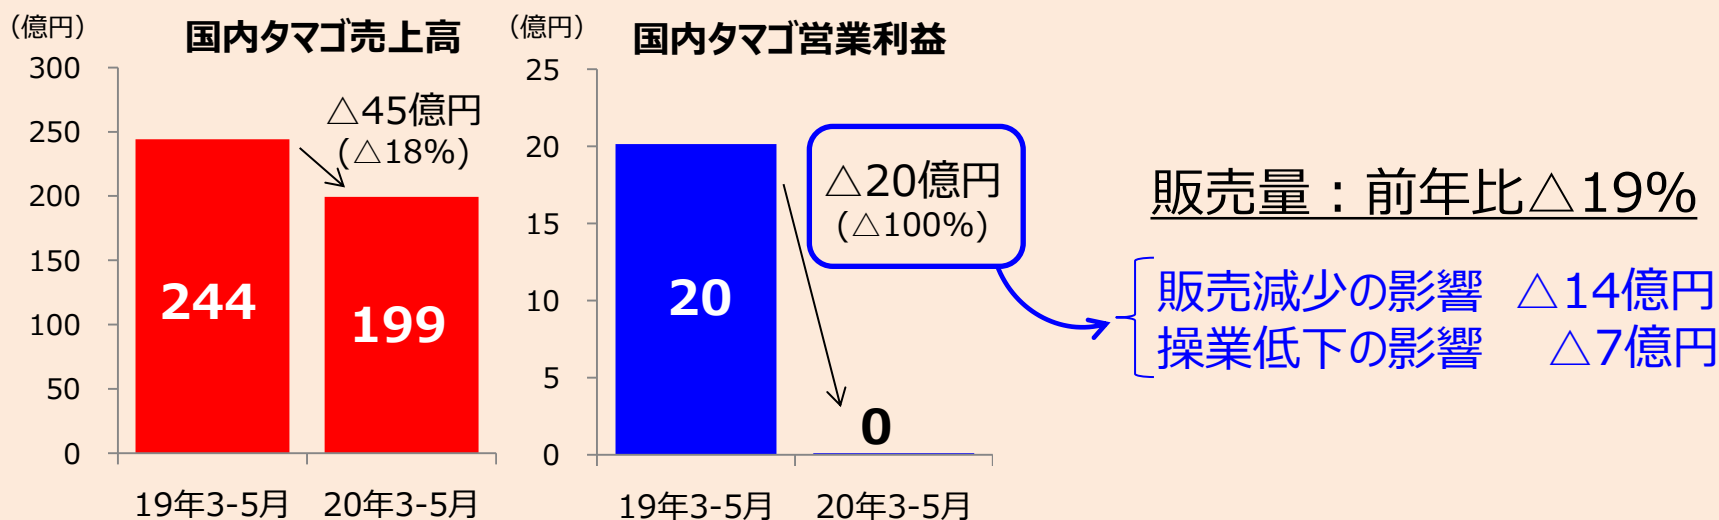 （億円）
国内タマゴ売上高
300
250
200
150
100
50
0
△45億円
(△18%)
244
199
19年3-5月
20年3-5月
（億円）
国内タマゴ営業利益
25
20
15
10
5
0
△20億円
(△100%)
20
0
19年3-5月
20年3-5月
販売量：前年比△19%
販売減少の影響 △14億円
操業低下の影響 △7億円